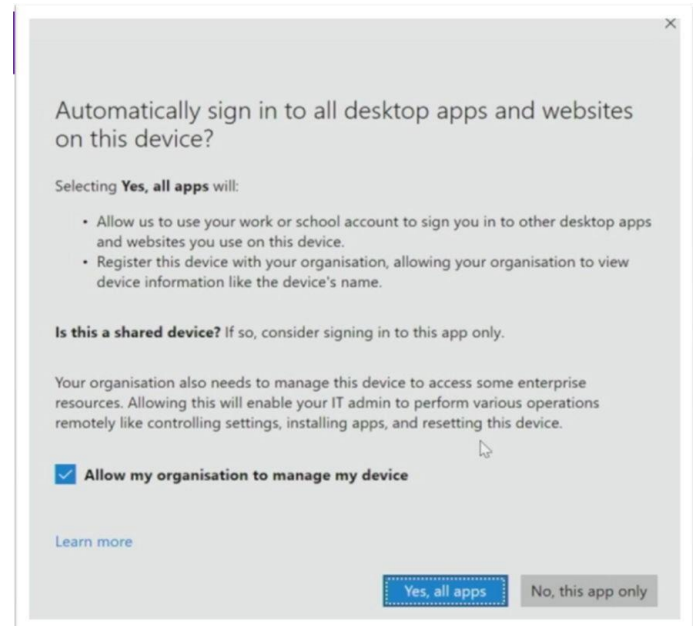 Automatically sign in to all desktop apps and websites
on this device?
Selecting Yes, all apps will:
• Allow us to use your work or school account to sign you in to other desktop apps
and websites you use on this device.
• Register this device with your organisation, allowing your organisation to view
device information like the device's name.
Is this a shared device? If so, consider signing in to this app only.
Your organisation also needs to manage this device to access some enterprise
resources. Allowing this will enable your IT admin to perform various operations
remotely like controlling settings, installing apps, and resetting this device.
Allow my organisation to manage my device
Learn more
Yes, all apps No, this app only